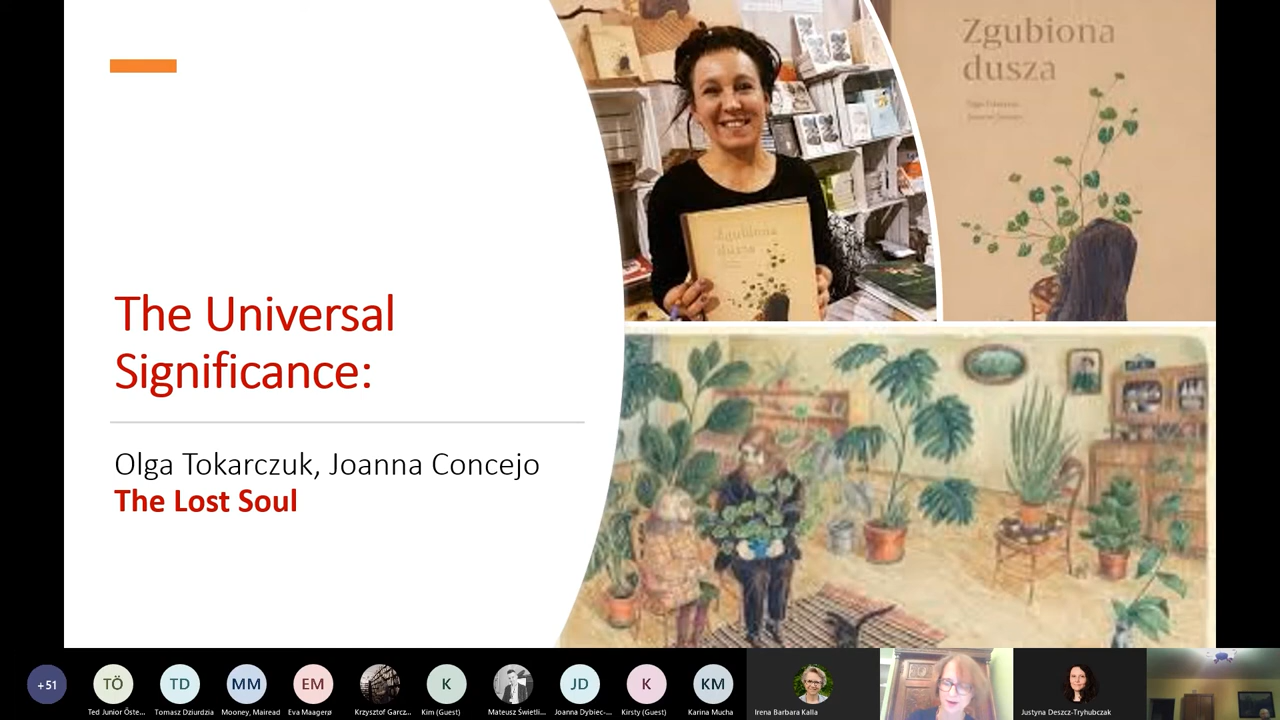 Zgubiona
dusza
Zgubiona
dusza
The Universal
Significance:
Olga Tokarczuk, Joanna Concejo
The Lost Soul
+51
TÖ
TD
MM
EM
K
JD
K
KM
Ted Junior Öste...
Tomasz Dziurdzia
Mooney, Mairead
Eva Maagerø
Krzysztof Garcz...
Kim (Guest)
Mateusz Świetli...
Joanna Dybiec-...
Kirsty (Guest)
Karina Mucha
Irena Barbara Kalla
Justyna Deszcz-Tryhubczak